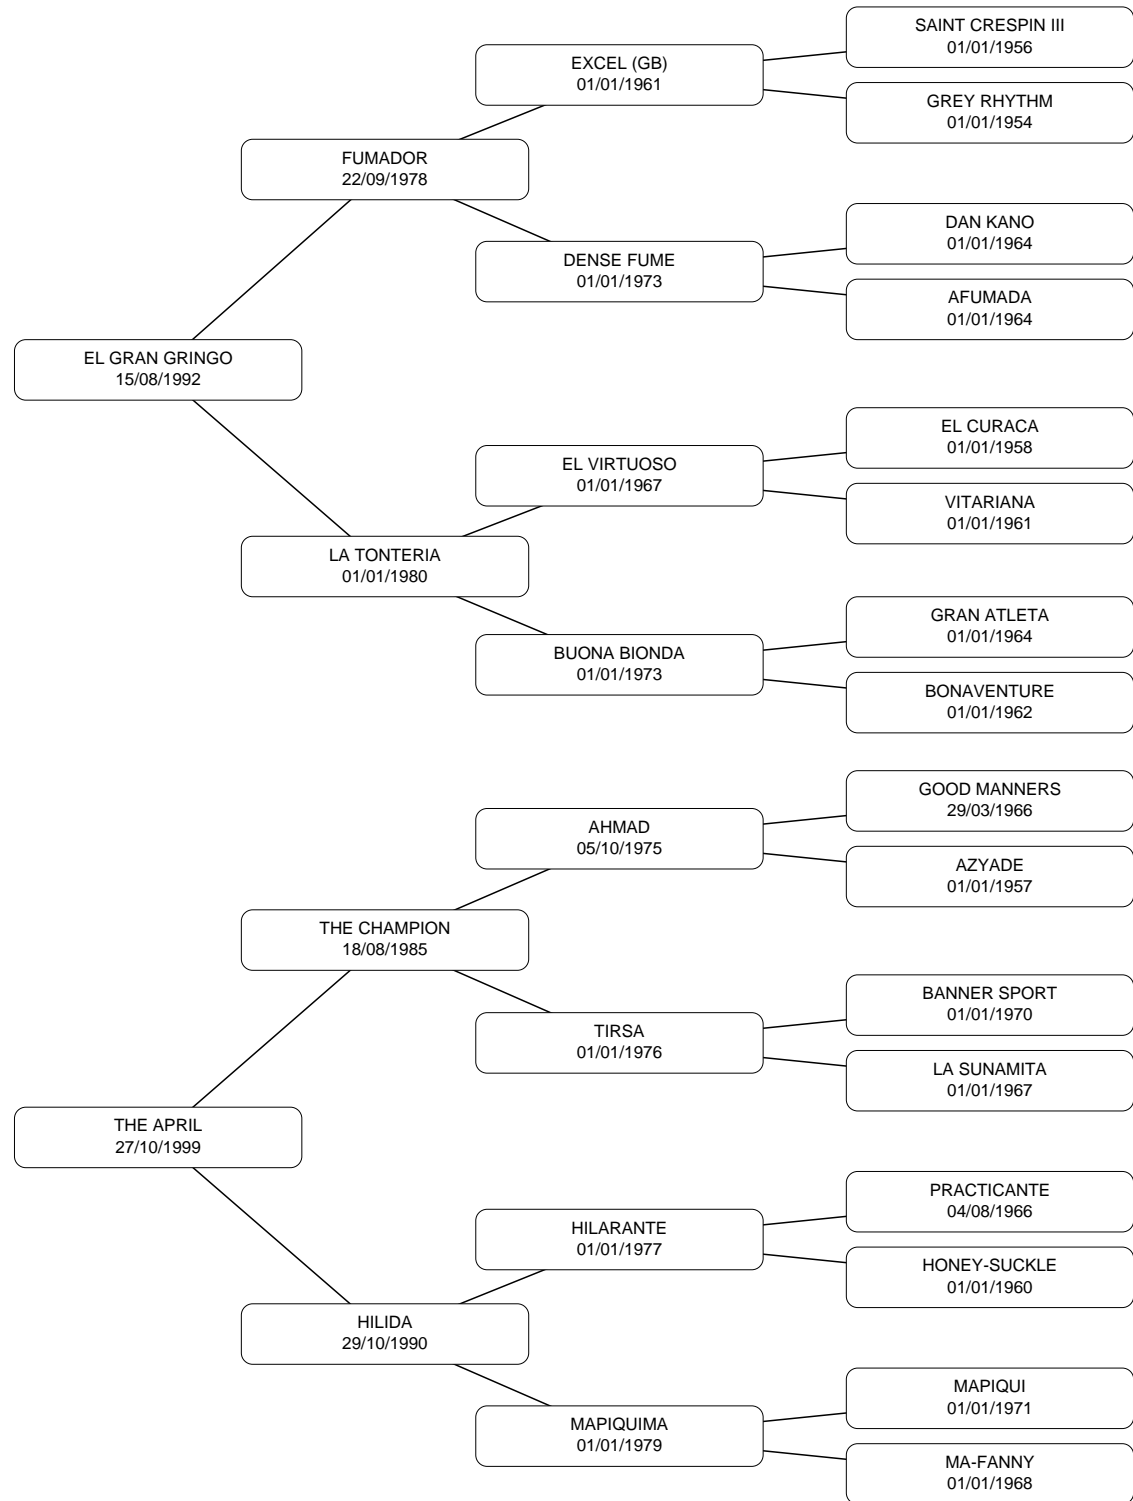 SAINT CRESPIN III
01/01/1956
EXCEL (GB)
01/01/1961
GREY RHYTHM
01/01/1954
FUMADOR
22/09/1978
DAN KANO
01/01/1964
DENSE FUME
01/01/1973
AFUMADA
01/01/1964
EL GRAN GRINGO
15/08/1992
EL CURACA
01/01/1958
EL VIRTUOSO
01/01/1967
VITARIANA
01/01/1961
LA TONTERIA
01/01/1980
GRAN ATLETA
01/01/1964
BUONA BIONDA
01/01/1973
BONAVENTURE
01/01/1962
GOOD MANNERS
29/03/1966
AHMAD
05/10/1975
AZYADE
01/01/1957
THE CHAMPION
18/08/1985
BANNER SPORT
01/01/1970
TIRSA
01/01/1976
LA SUNAMITA
01/01/1967
THE APRIL
27/10/1999
PRACTICANTE
04/08/1966
HILARANTE
01/01/1977
HONEY-SUCKLE
01/01/1960
HILIDA
29/10/1990
MAPIQUI
01/01/1971
MAPIQUIMA
01/01/1979
MA-FANNY
01/01/1968